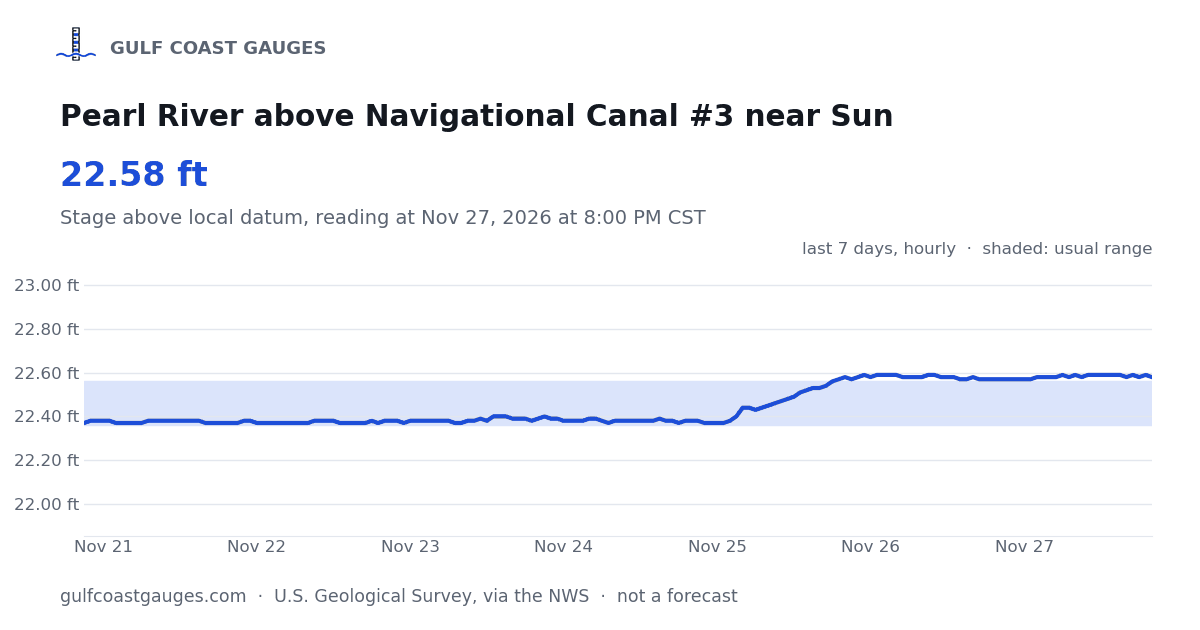 GULF COAST GAUGES
Pearl River above Navigational Canal #3 near Sun
22.58 ft
Stage above local datum, reading at Nov 27, 2026 at 8:00 PM CST
last 7 days, hourly · shaded: usual range
23.00 ft
22.80 ft
22.60 ft
22.40 ft
22.20 ft
22.00 ft
Nov 21 Nov 22 Nov 23 Nov 24 Nov 25 Nov 26 Nov 27
gulfcoastgauges.com · U.S. Geological Survey, via the NWS · not a forecast